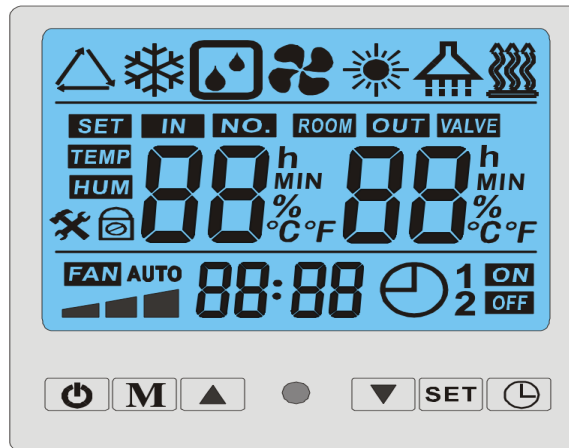 SET IN NO. ROOM OUT VALVE
TEMP 88 h 88 h
HUM MIN MIN
% %
°C°F °C°F
FAN AUTO 88:88 1 ON
2 OFF
M SET